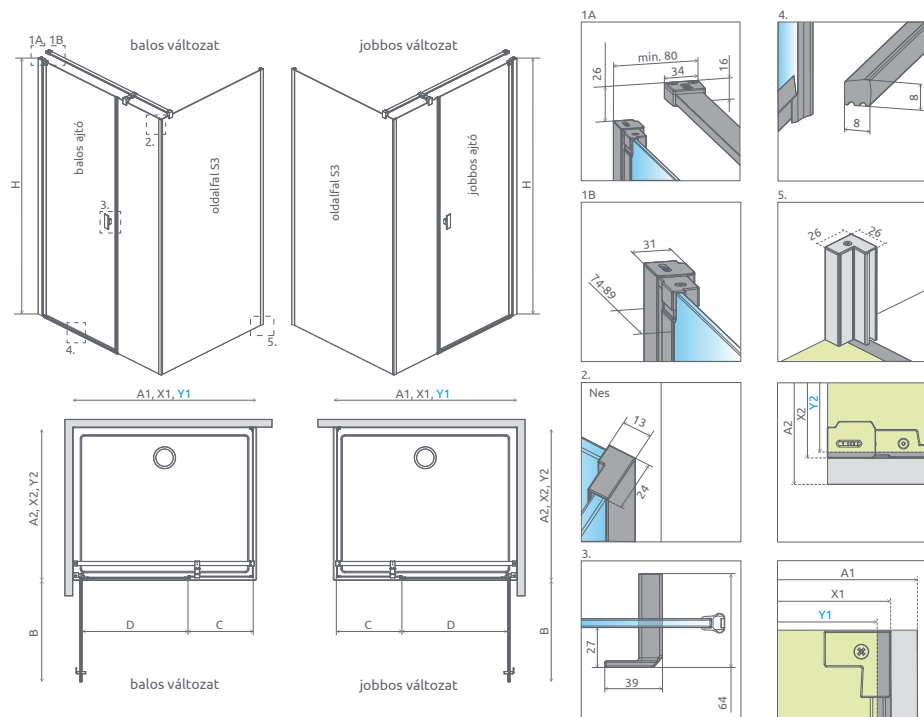 1A, 1B
balos változat
jobbos változat
H
balos ajtó
2.
oldalfal S3
3.
4.
5.
oldalfal S3
jobbos ajtó
H
A1, X1, Y1
A1, X1, Y1
A2, X2, Y2
A2, X2, Y2
B
D
C
C
D
B
balos változat
jobbos változat
1A
min. 80
34
16
26
4.
8
8
1B
31
74-89
5.
26
26
2.
Nes
13
24
A2
X2
Y2
3.
27
39
64
A1
X1
Y1